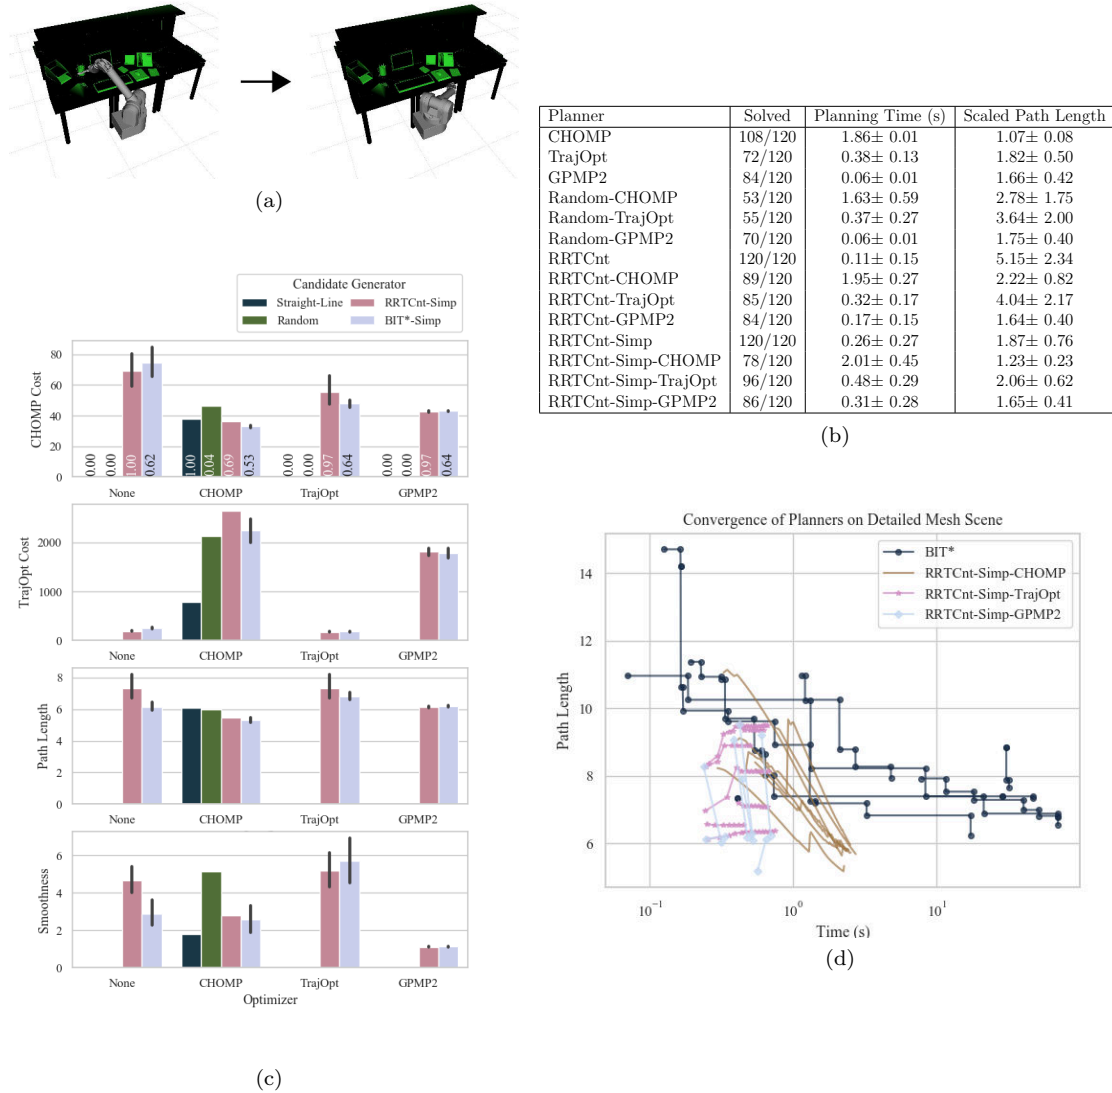 (a)
Planner Solved Planning Time (s) Scaled Path Length
CHOMP 108/120 1.86± 0.01 1.07± 0.08
TrajOpt 72/120 0.38± 0.13 1.82± 0.50
GPMP2 84/120 0.06± 0.01 1.66± 0.42
Random-CHOMP 53/120 1.63± 0.59 2.78± 1.75
Random-TrajOpt 55/120 0.37± 0.27 3.64± 2.00
Random-GPMP2 70/120 0.06± 0.01 1.75± 0.40
RRTCnt 120/120 0.11± 0.15 5.15± 2.34
RRTCnt-CHOMP 89/120 1.95± 0.27 2.22± 0.82
RRTCnt-TrajOpt 85/120 0.32± 0.17 4.04± 2.17
RRTCnt-GPMP2 84/120 0.17± 0.15 1.64± 0.40
RRTCnt-Simp 120/120 0.26± 0.27 1.87± 0.76
RRTCnt-Simp-CHOMP 78/120 2.01± 0.45 1.23± 0.23
RRTCnt-Simp-TrajOpt 96/120 0.48± 0.29 2.06± 0.62
RRTCnt-Simp-GPMP2 86/120 0.31± 0.28 1.65± 0.41
(b)
Candidate Generator
Straight-Line RRTCnt-Simp
Random BIT*-Simp
CHOMP Cost
80
60
40
20
0
0.00 0.00 1.00 0.62 1.00 0.04 0.69 0.53 0.00 0.00 0.97 0.64 0.00 0.00 0.97 0.64
None CHOMP TrajOpt GPMP2
TrajOpt Cost
2000
1000
0
None CHOMP TrajOpt GPMP2
Path Length
8
6
4
2
0
None CHOMP TrajOpt GPMP2
Smoothness
6
4
2
0
None CHOMP TrajOpt GPMP2
Optimizer
(c)
Convergence of Planners on Detailed Mesh Scene
BIT*
RRTCnt-Simp-CHOMP
RRTCnt-Simp-TrajOpt
RRTCnt-Simp-GPMP2
Path Length
14
12
10
8
6
10⁻¹ 10⁰ 10¹
Time (s)
(d)